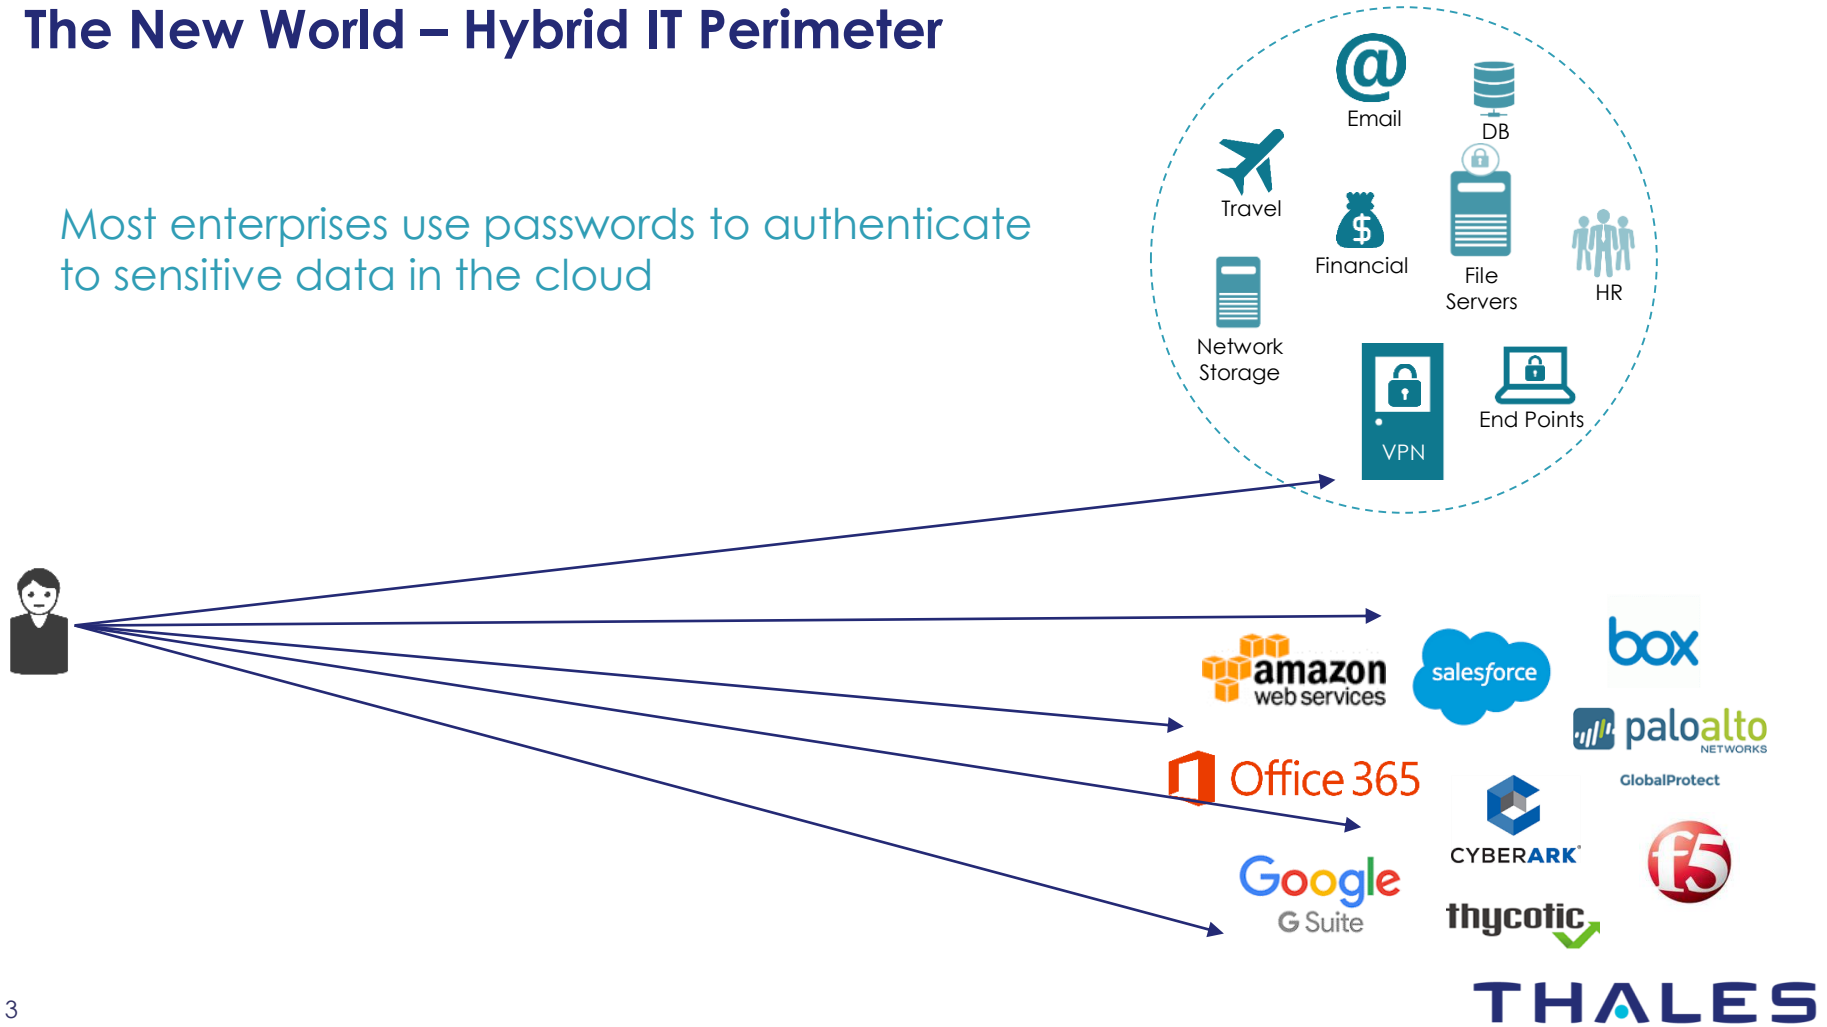 The New World – Hybrid IT Perimeter
Most enterprises use passwords to authenticate
to sensitive data in the cloud
@
Email
DB
Travel
$
Financial
File
Servers
HR
Network
Storage
End Points
VPN
amazon
web services
salesforce
box
paloalto
NETWORKS
GlobalProtect
Office 365
CYBERARK®
f5
Google
G Suite
thycotic
THALES
3